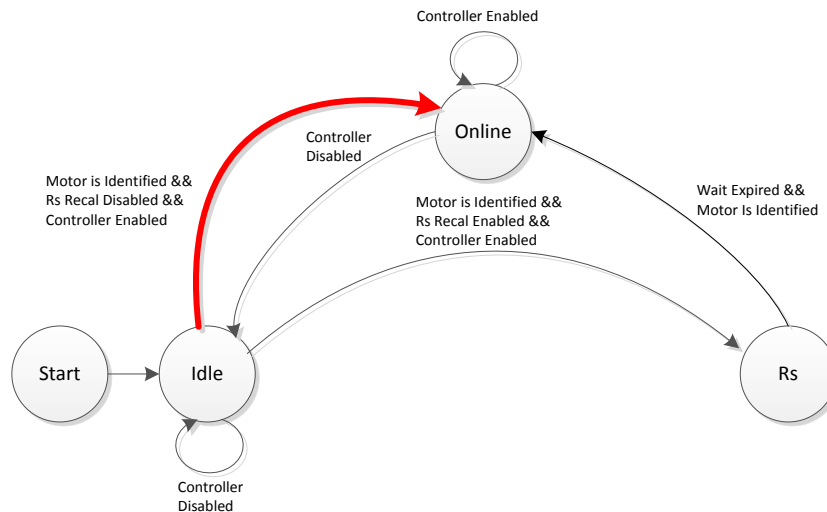 Controller Enabled
Online
Controller
Disabled
Motor is Identified &&
Rs Recal Disabled &&
Controller Enabled
Motor is Identified &&
Rs Recal Enabled &&
Controller Enabled
Wait Expired &&
Motor Is Identified
Start
Idle
Rs
Controller
Disabled